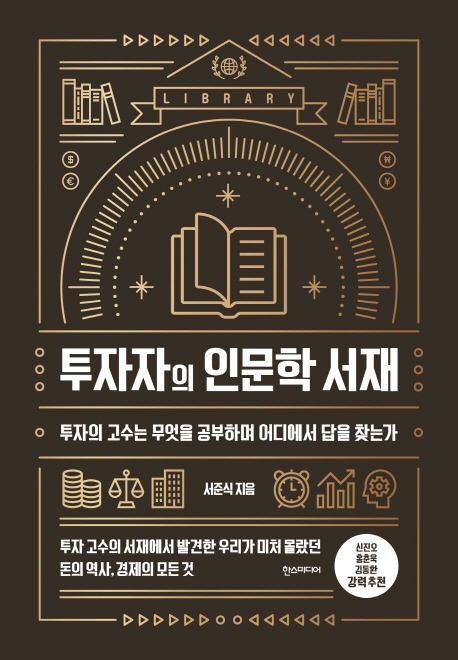 LIBRARY
$
₩
€
¥
투자자의 인문학 서재
투자의 고수는 무엇을 공부하며 어디에서 답을 찾는가
서준식 지음
투자 고수의 서재에서 발견한 우리가 미처 몰랐던
돈의 역사, 경제의 모든 것
한스미디어
신진오
홍춘욱
김동환
강력 추천